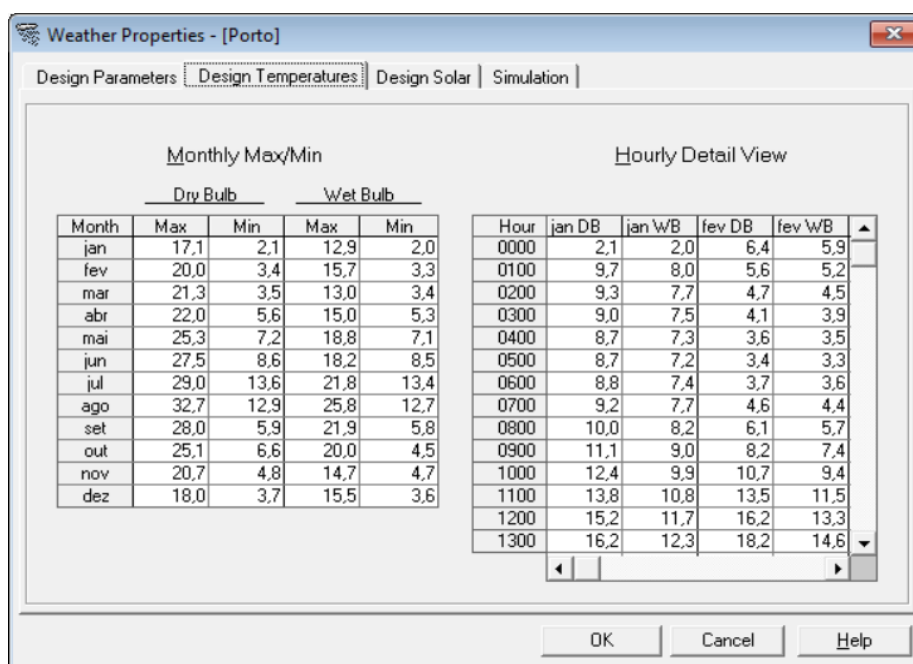 Weather Properties - [Porto]
Design Parameters Design Temperatures Design Solar Simulation
Monthly Max/Min
Dry Bulb Wet Bulb
Month Max Min Max Min
jan 17,1 2,1 12,9 2,0
fev 20,0 3,4 15,7 3,3
mar 21,3 3,5 13,0 3,4
abr 22,0 5,6 15,0 5,3
mai 25,3 7,2 18,8 7,1
jun 27,5 8,6 18,2 8,5
jul 29,0 13,6 21,8 13,4
ago 32,7 12,9 25,8 12,7
set 28,0 5,9 21,9 5,8
out 25,1 6,6 20,0 4,5
nov 20,7 4,8 14,7 4,7
dez 18,0 3,7 15,5 3,6
Hourly Detail View
Hour jan DB jan WB fev DB fev WB
0000 2,1 2,0 6,4 5,9
0100 9,7 8,0 5,6 5,2
0200 9,3 7,7 4,7 4,5
0300 9,0 7,5 4,1 3,9
0400 8,7 7,3 3,6 3,5
0500 8,7 7,2 3,4 3,3
0600 8,8 7,4 3,7 3,6
0700 9,2 7,7 4,6 4,4
0800 10,0 8,2 6,1 5,7
0900 11,1 9,0 8,2 7,4
1000 12,4 9,9 10,7 9,4
1100 13,8 10,8 13,5 11,5
1200 15,2 11,7 16,2 13,3
1300 16,2 12,3 18,2 14,6
OK Cancel Help